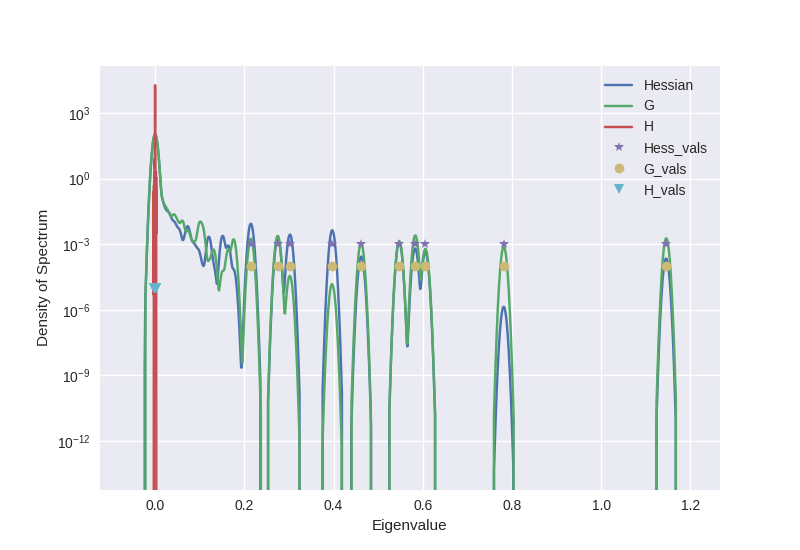 Density of Spectrum
10^3
10^0
10^−3
10^−6
10^−9
10^−12
Hessian
G
H
Hess_vals
G_vals
H_vals
0.0 0.2 0.4 0.6 0.8 1.0 1.2
Eigenvalue